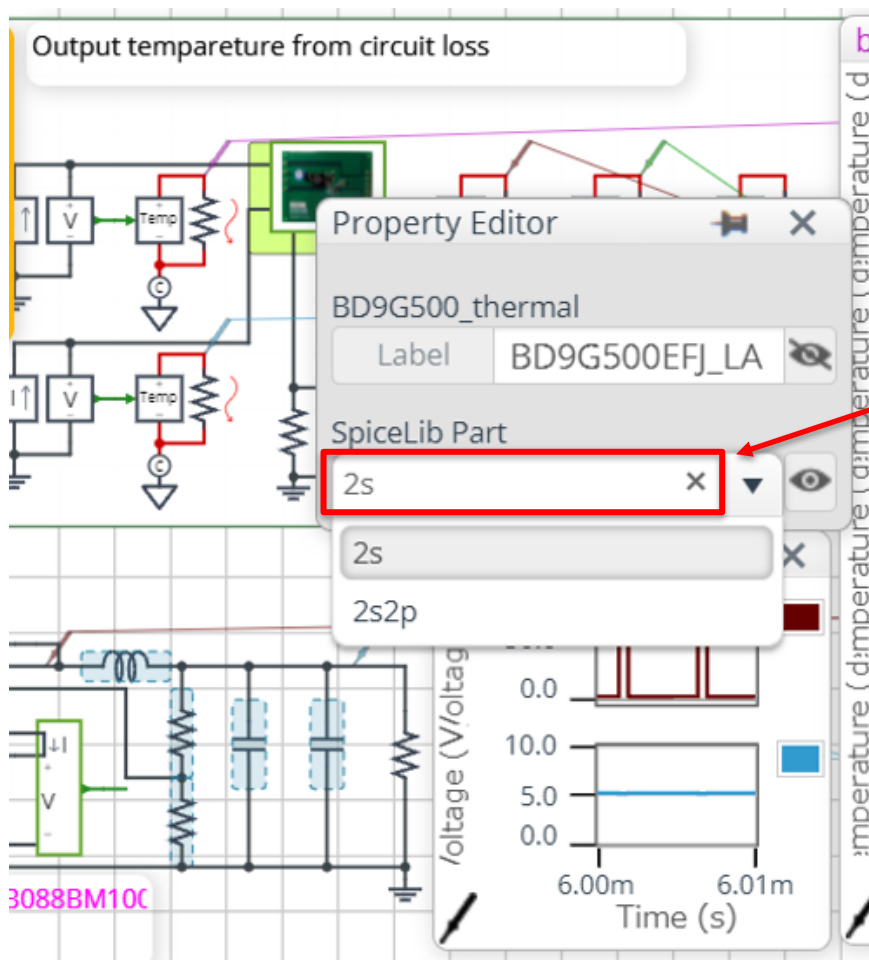 Output tempareture from circuit loss
V
Temp
C
Property Editor
BD9G500_thermal
Label
BD9G500EFJ_LA
SpiceLib Part
2s
V
Temp
C
2s
2s2p
0.0
10.0
5.0
0.0
6.00m
6.01m
Time (s)
I
V
3088BM10